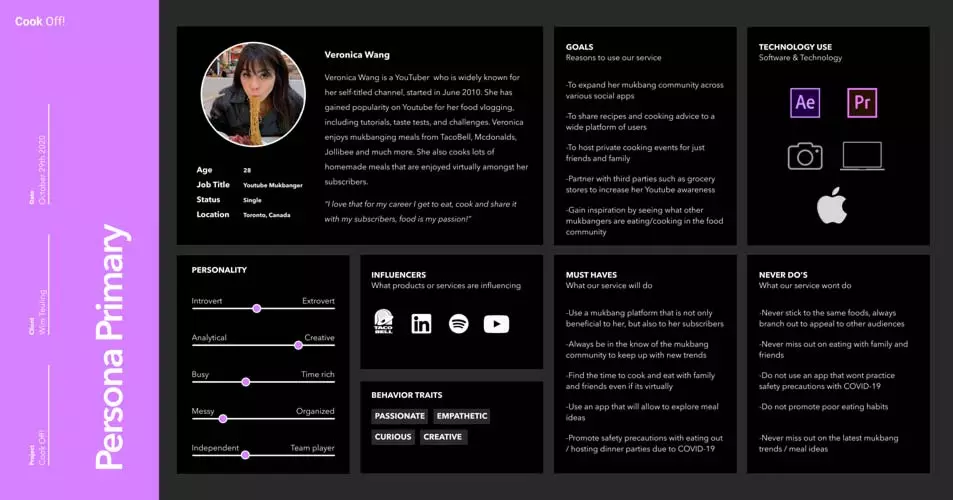 Cook Off!
Date
October 29th 2020
Client
Wim Teuling
Project
Cook Off!
Persona Primary
Veronica Wang
Veronica Wang is a YouTuber who is widely known for
her self-titled channel, started in June 2010. She has
gained popularity on Youtube for her food vlogging,
including tutorials, taste tests, and challenges. Veronica
enjoys mukbanging meals from TacoBell, Mcdonalds,
Jollibee and much more. She also cooks lots of
homemade meals that are enjoyed virtually amongst her
subscribers.
"I love that for my career I get to eat, cook and share it
with my subscribers, food is my passion!"
Age 28
Job Title Youtube Mukbanger
Status Single
Location Toronto, Canada
GOALS
Reasons to use our service
-To expand her mukbang community across
various social apps
-To share recipes and cooking advice to a
wide platform of users
-To host private cooking events for just
friends and family
-Partner with third parties such as grocery
stores to increase her Youtube awareness
-Gain inspiration by seeing what other
mukbangers are eating/cooking in the food
community
TECHNOLOGY USE
Software & Technology
Ae
Pr
PERSONALITY
Introvert Extrovert
Analytical Creative
Busy Time rich
Messy Organized
Independent Team player
INFLUENCERS
What products or services are influencing
TACO
BELL
in
BEHAVIOR TRAITS
PASSIONATE EMPATHETIC
CURIOUS CREATIVE
MUST HAVES
What our service will do
-Use a mukbang platform that is not only
beneficial to her, but also to her subscribers
-Always be in the know of the mukbang
community to keep up with new trends
-Find the time to cook and eat with family
and friends even if its virtually
-Use an app that will allow to explore meal
ideas
-Promote safety precautions with eating out
/ hosting dinner parties due to COVID-19
NEVER DO'S
What our service wont do
-Never stick to the same foods, always
branch out to appeal to other audiences
-Never miss out on eating with family and
friends
-Do not use an app that wont practice
safety precautions with COVID-19
-Do not promote poor eating habits
-Never miss out on the latest mukbang
trends / meal ideas